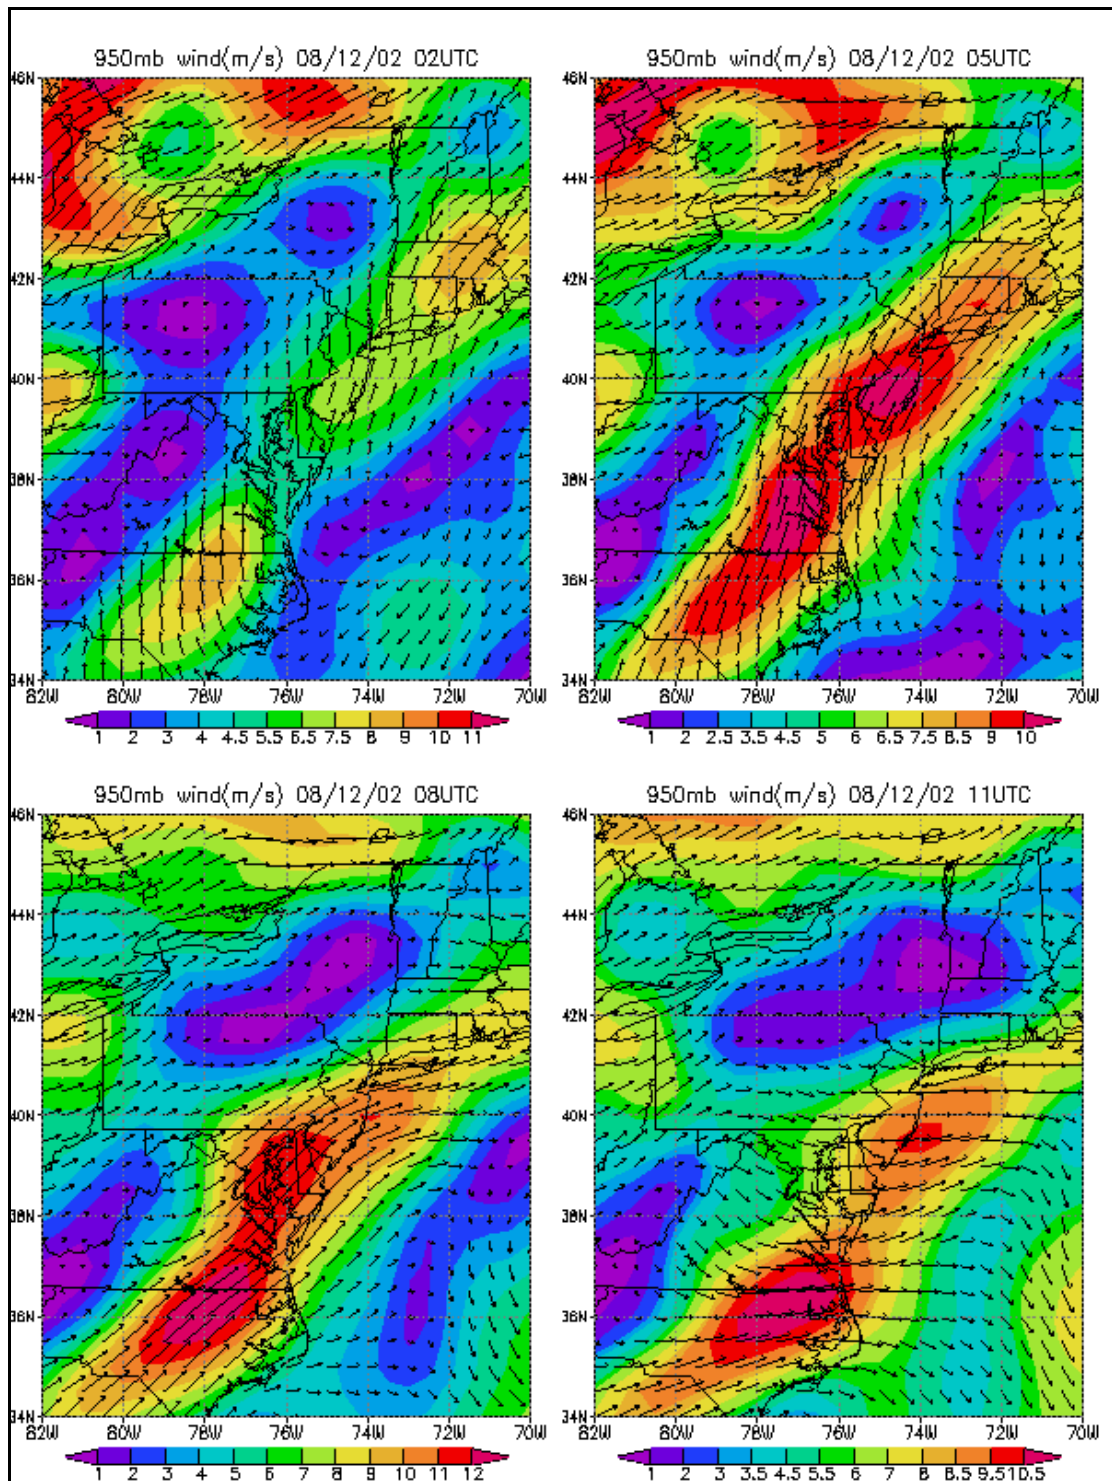 950mb wind(m/s) 08/12/02 02UTC
46N
44N
42N
40N
38N
36N
34N
82W 80W 78W 76W 74W 72W 70W
1 2 3 4 4.5 5.5 6.5 7.5 8 9 10 11
950mb wind(m/s) 08/12/02 05UTC
46N
44N
42N
40N
38N
36N
34N
82W 80W 78W 76W 74W 72W 70W
1 2 2.5 3.5 4.5 5 6 6.5 7.5 8.5 9 10
950mb wind(m/s) 08/12/02 08UTC
46N
44N
42N
40N
38N
36N
34N
82W 80W 78W 76W 74W 72W 70W
1 2 3 4 5 6 7 8 9 10 11 12
950mb wind(m/s) 08/12/02 11UTC
46N
44N
42N
40N
38N
36N
34N
82W 80W 78W 76W 74W 72W 70W
1 2 3 3.5 4.5 5.5 6 7 8 8.5 9.5 10.5